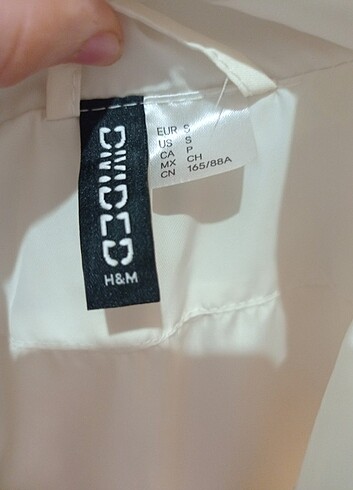 DIVIDED
H&M
EUR S
US S
CA P
MX CH
CN 165/88A